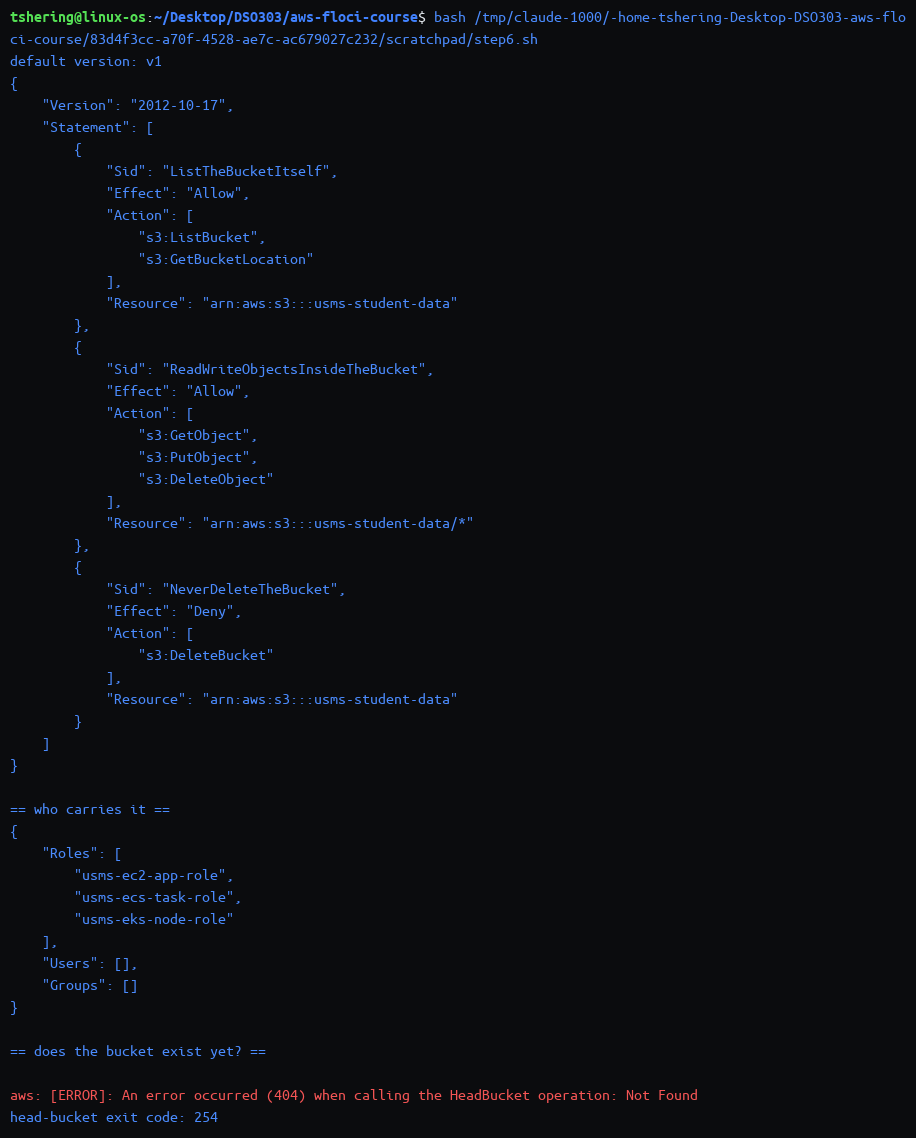 tshering@linux-os:~/Desktop/DSO303/aws-floci-course$ bash /tmp/claude-1000/-home-tshering-Desktop-DSO303-aws-flo
ci-course/83d4f3cc-a70f-4528-ae7c-ac679027c232/scratchpad/step6.sh
default version: v1
{
    "Version": "2012-10-17",
    "Statement": [
        {
            "Sid": "ListTheBucketItself",
            "Effect": "Allow",
            "Action": [
                "s3:ListBucket",
                "s3:GetBucketLocation"
            ],
            "Resource": "arn:aws:s3:::usms-student-data"
        },
        {
            "Sid": "ReadWriteObjectsInsideTheBucket",
            "Effect": "Allow",
            "Action": [
                "s3:GetObject",
                "s3:PutObject",
                "s3:DeleteObject"
            ],
            "Resource": "arn:aws:s3:::usms-student-data/*"
        },
        {
            "Sid": "NeverDeleteTheBucket",
            "Effect": "Deny",
            "Action": [
                "s3:DeleteBucket"
            ],
            "Resource": "arn:aws:s3:::usms-student-data"
        }
    ]
}

== who carries it ==
{
    "Roles": [
        "usms-ec2-app-role",
        "usms-ecs-task-role",
        "usms-eks-node-role"
    ],
    "Users": [],
    "Groups": []
}

== does the bucket exist yet? ==

aws: [ERROR]: An error occurred (404) when calling the HeadBucket operation: Not Found
head-bucket exit code: 254